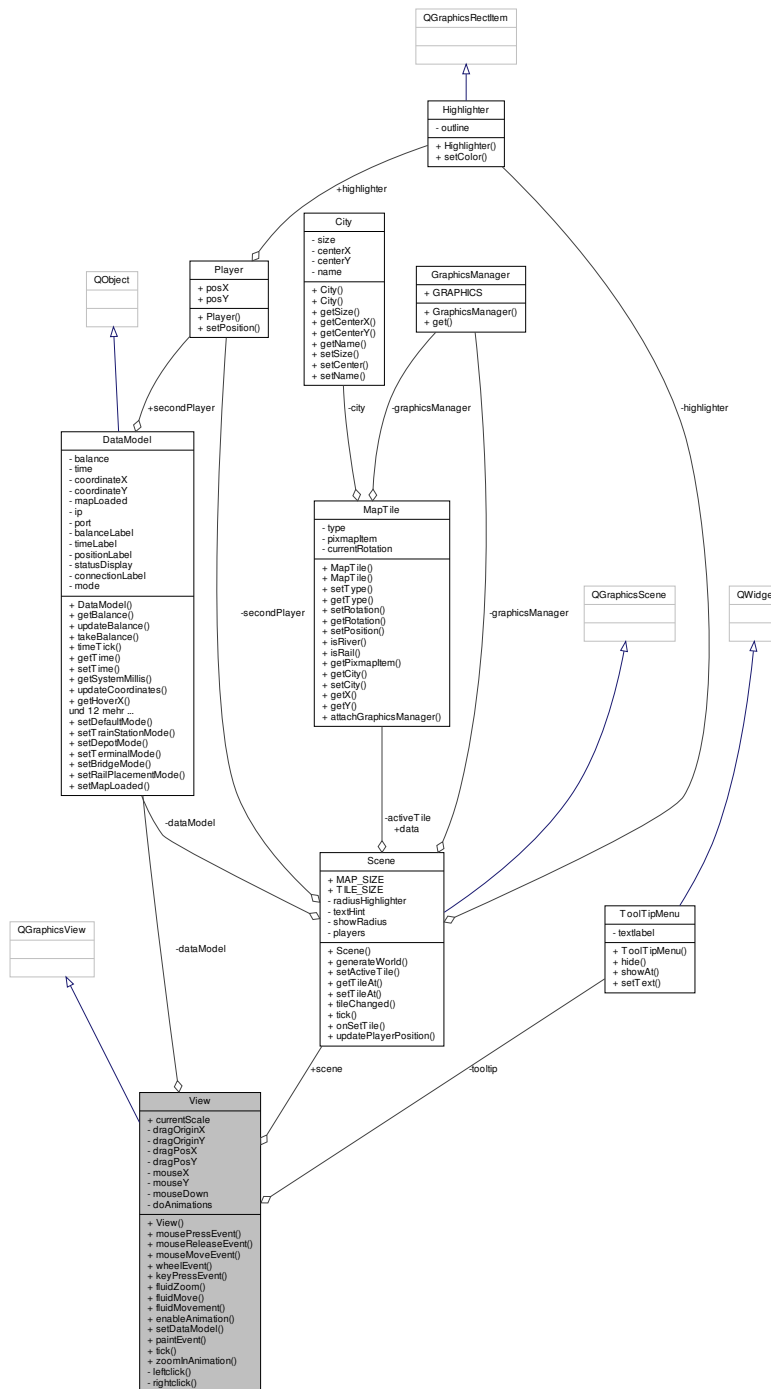 QGraphicsRectItem
Highlighter
- outline
+ Highlighter()
+ setColor()
+highlighter
City
- size
- centerX
- centerY
- name
+ City()
+ City()
+ getSize()
+ getCenterX()
+ getCenterY()
+ getName()
+ setSize()
+ setCenter()
+ setName()
Player
+ posX
+ posY
+ Player()
+ setPosition()
GraphicsManager
+ GRAPHICS
+ GraphicsManager()
+ get()
QObject
+secondPlayer
-city
-graphicsManager
-highlighter
DataModel
- balance
- time
- coordinateX
- coordinateY
- mapLoaded
- ip
- port
- balanceLabel
- timeLabel
- positionLabel
- statusDisplay
- connectionLabel
- mode
+ DataModel()
+ getBalance()
+ updateBalance()
+ takeBalance()
+ timeTick()
+ getTime()
+ setTime()
+ getSystemMillis()
+ updateCoordinates()
+ getHoverX()
und 12 mehr ...
+ setDefaultMode()
+ setTrainStationMode()
+ setDepotMode()
+ setTerminalMode()
+ setBridgeMode()
+ setRailPlacementMode()
+ setMapLoaded()
MapTile
- type
- pixmapItem
- currentRotation
+ MapTile()
+ MapTile()
+ setType()
+ getType()
+ setRotation()
+ getRotation()
+ setPosition()
+ isRiver()
+ isRail()
+ getPixmapItem()
+ getCity()
+ setCity()
+ getX()
+ getY()
+ attachGraphicsManager()
-secondPlayer
-graphicsManager
QGraphicsScene
QWidge
-dataModel
-activeTile
+data
Scene
+ MAP_SIZE
+ TILE_SIZE
- radiusHighlighter
- textHint
- showRadius
- players
+ Scene()
+ generateWorld()
+ setActiveTile()
+ getTileAt()
+ setTileAt()
+ tileChanged()
+ tick()
+ onSetTile()
+ updatePlayerPosition()
ToolTipMenu
- textlabel
+ ToolTipMenu()
+ hide()
+ showAt()
+ setText()
QGraphicsView
-dataModel
+scene
-tooltip
View
+ currentScale
- dragOriginX
- dragOriginY
- dragPosX
- dragPosY
- mouseX
- mouseY
- mouseDown
- doAnimations
+ View()
+ mousePressEvent()
+ mouseReleaseEvent()
+ mouseMoveEvent()
+ wheelEvent()
+ keyPressEvent()
+ fluidZoom()
+ fluidMove()
+ fluidMovement()
+ enableAnimation()
+ setDataModel()
+ paintEvent()
+ tick()
+ zoomInAnimation()
- leftclick()
- rightclick()